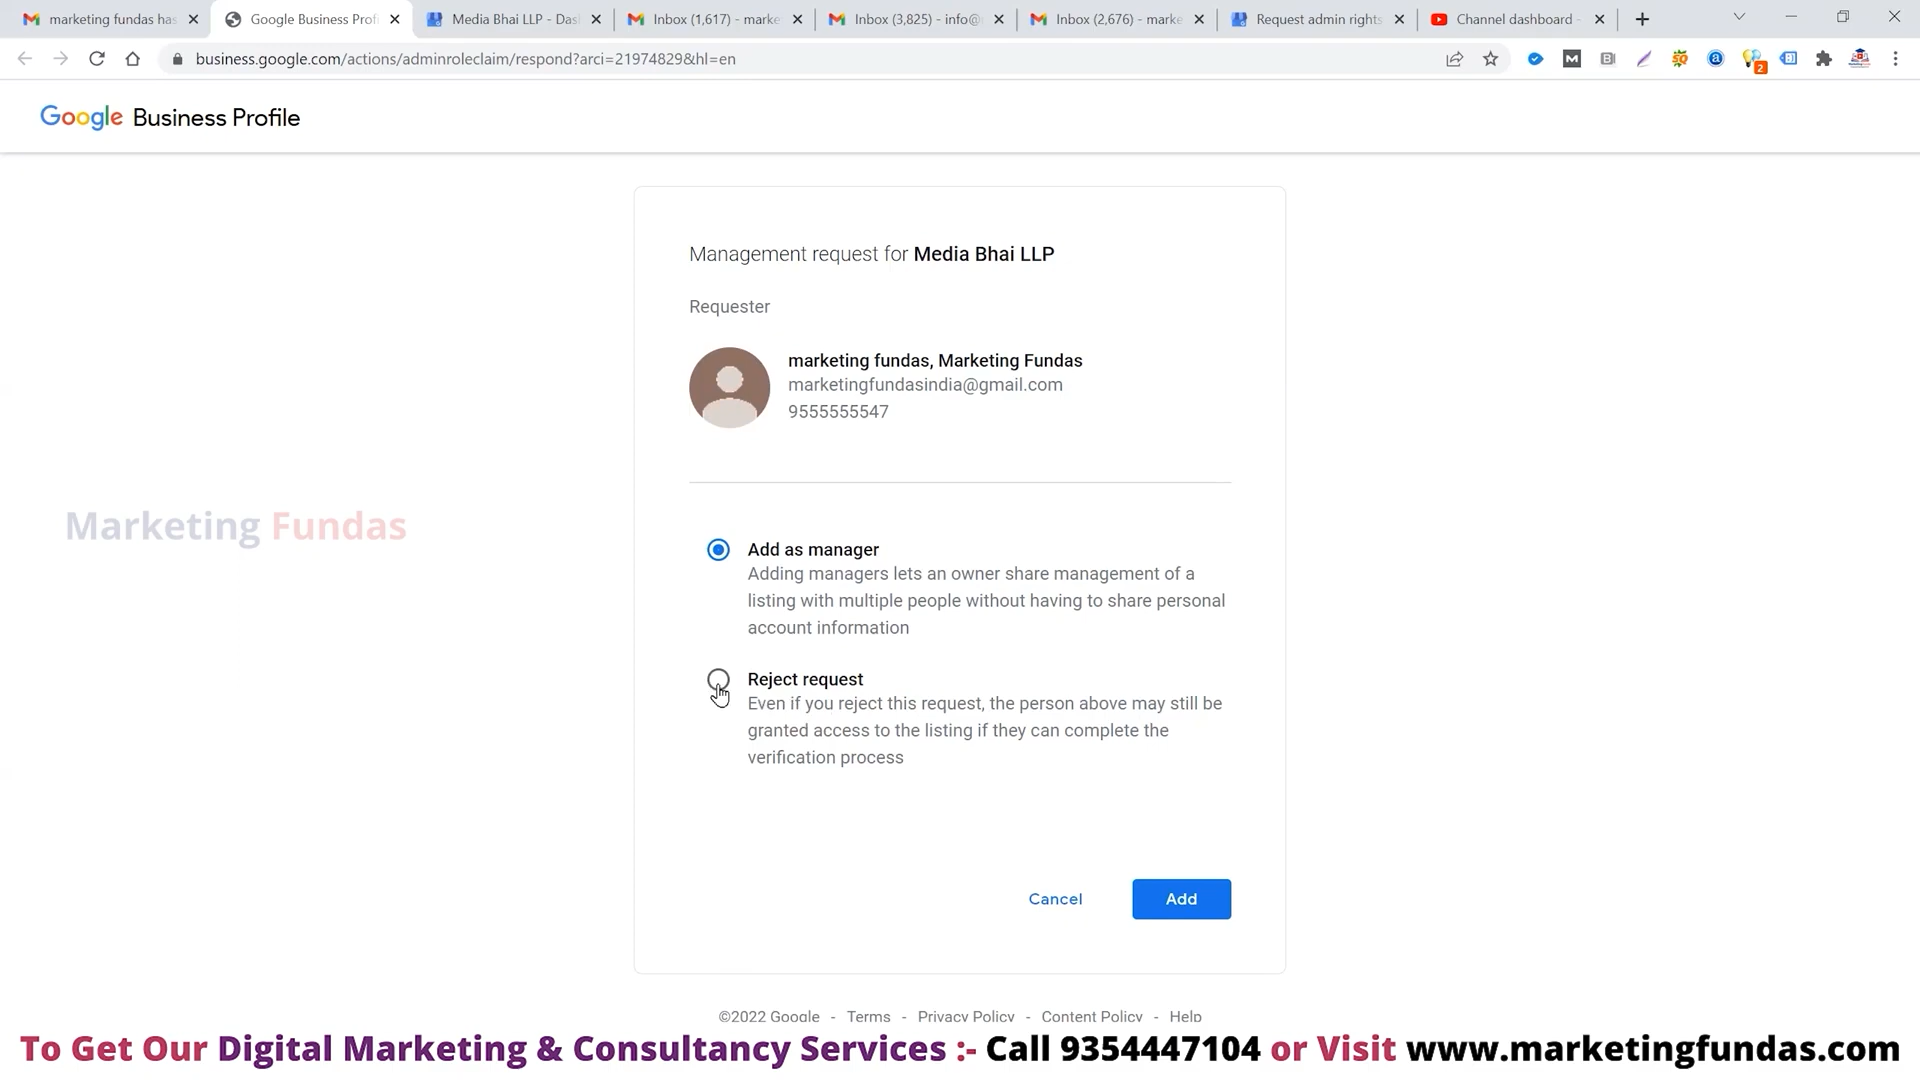 marketing fundas has
Google Business Profi
Media Bhai LLP - Das
Inbox (1,617) - marke
Inbox (3,825) - info@
Inbox (2,676) - marke
Request admin rights
Channel dashboard -
business.google.com/actions/adminroleclaim/respond?arci=21974829&hl=en
2
Google Business Profile
Management request for Media Bhai LLP
Requester
marketing fundas, Marketing Fundas
marketingfundasindia@gmail.com
9555555547
Marketing Fundas
Add as manager
Adding managers lets an owner share management of a
listing with multiple people without having to share personal
account information
Reject request
Even if you reject this request, the person above may still be
granted access to the listing if they can complete the
verification process
Cancel
Add
©2022 Google - Terms - Privacy Policy - Content Policy - Help
To Get Our Digital Marketing & Consultancy Services :- Call 9354447104 or Visit www.marketingfundas.com